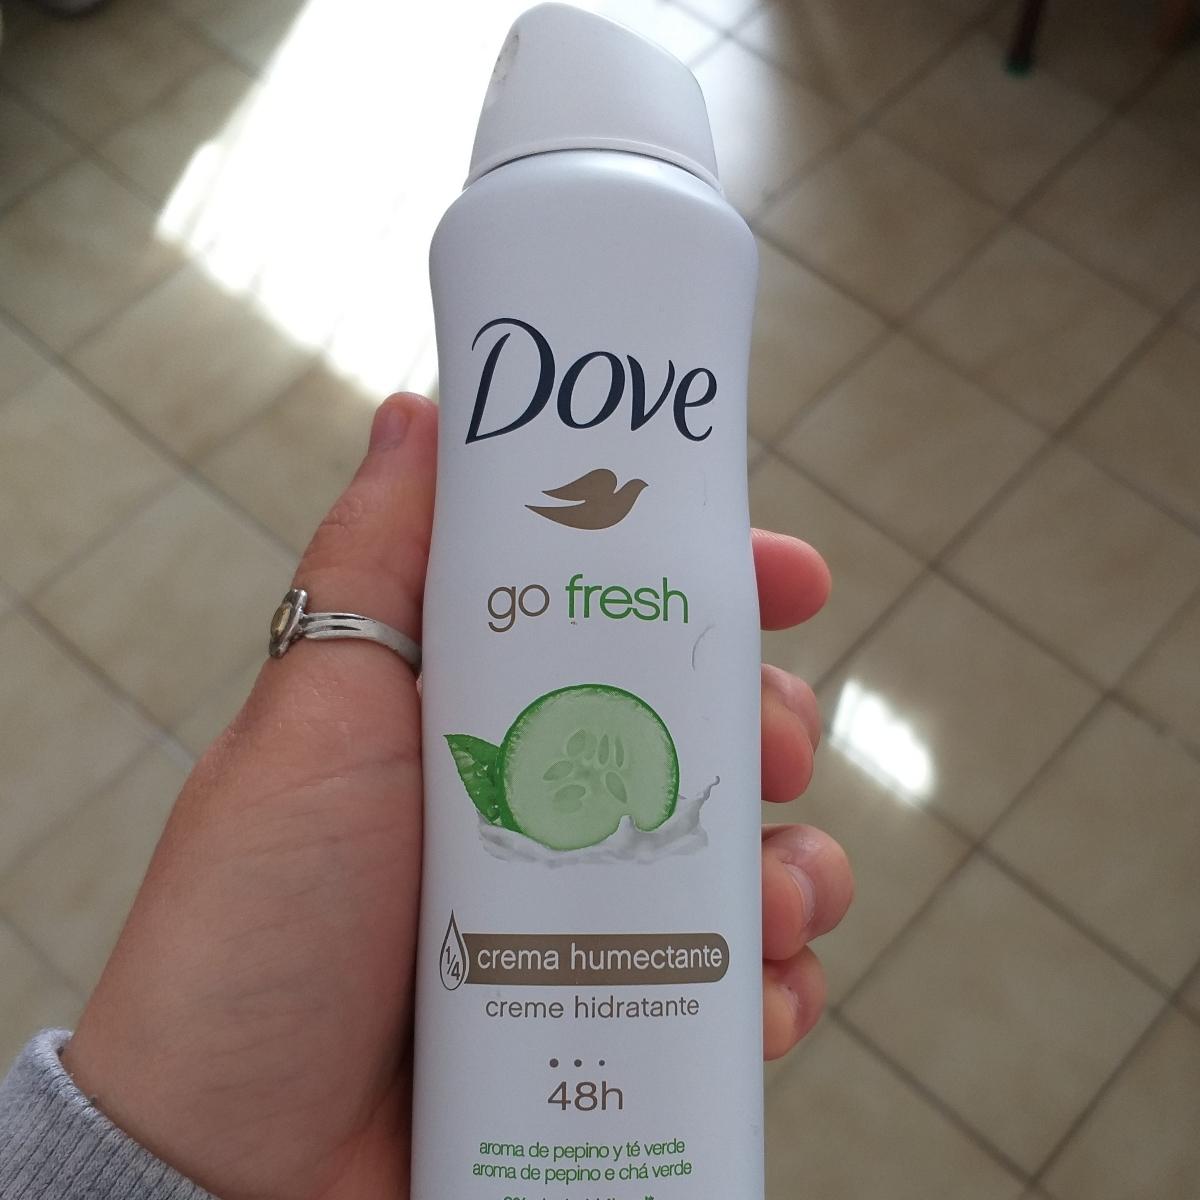 Dove
go fresh
1/4 crema humectante
creme hidratante
48h
aroma de pepino y té verde
aroma de pepino e chá verde